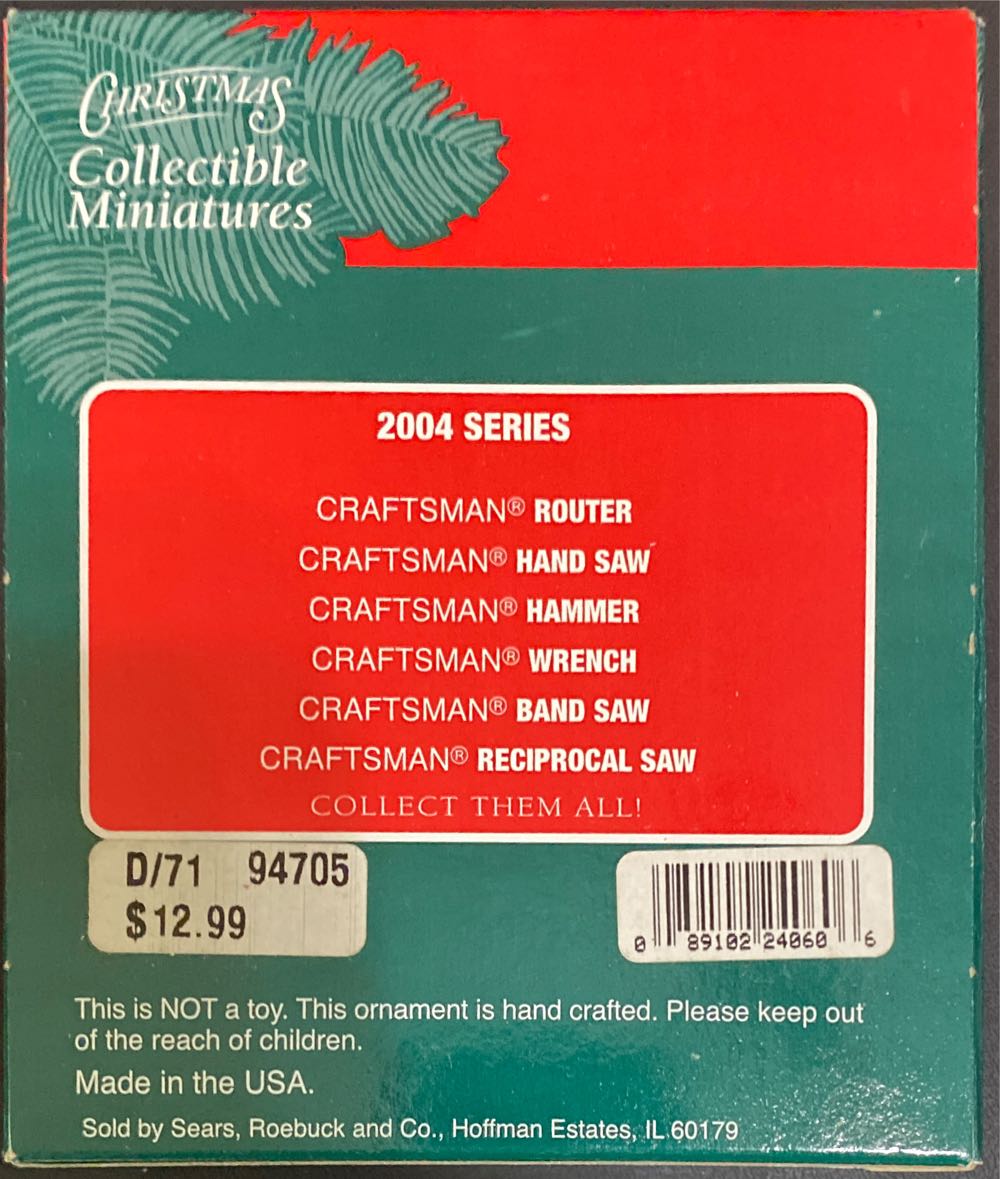 CHRISTMAS
Collectible
Miniatures
2004 SERIES
CRAFTSMAN® ROUTER
CRAFTSMAN® HAND SAW
CRAFTSMAN® HAMMER
CRAFTSMAN® WRENCH
CRAFTSMAN® BAND SAW
CRAFTSMAN® RECIPROCAL SAW
COLLECT THEM ALL!
D/71 94705
$12.99
0 89102 24060 6
This is NOT a toy. This ornament is hand crafted. Please keep out
of the reach of children.
Made in the USA.
Sold by Sears, Roebuck and Co., Hoffman Estates, IL 60179